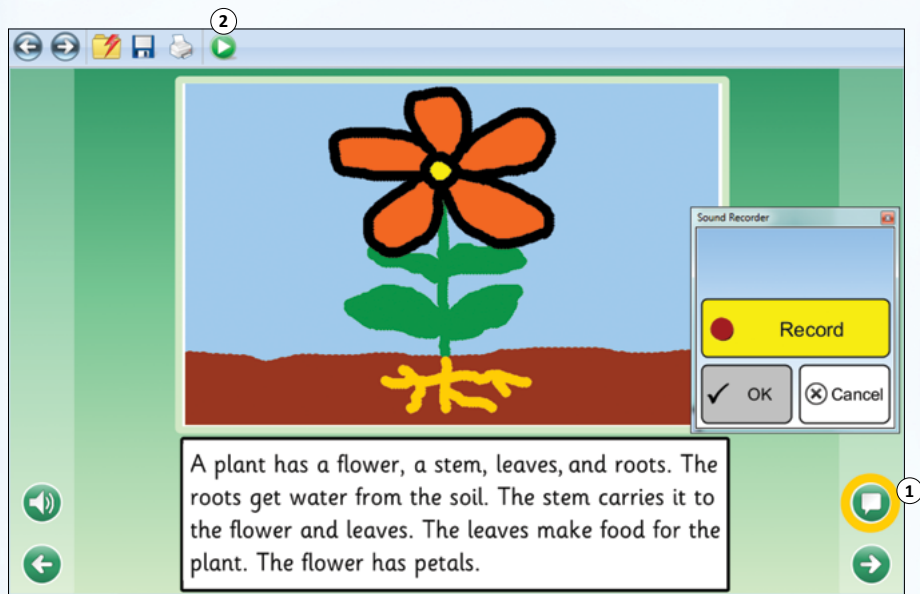 2
Sound Recorder
Record
OK
Cancel
A plant has a flower, a stem, leaves, and roots. The
roots get water from the soil. The stem carries it to
the flower and leaves. The leaves make food for the
plant. The flower has petals.
1